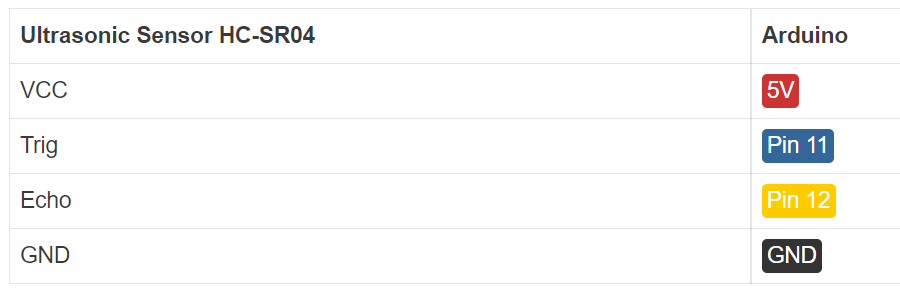 Ultrasonic Sensor HC-SR04 Arduino
VCC 5V
Trig Pin 11
Echo Pin 12
GND GND